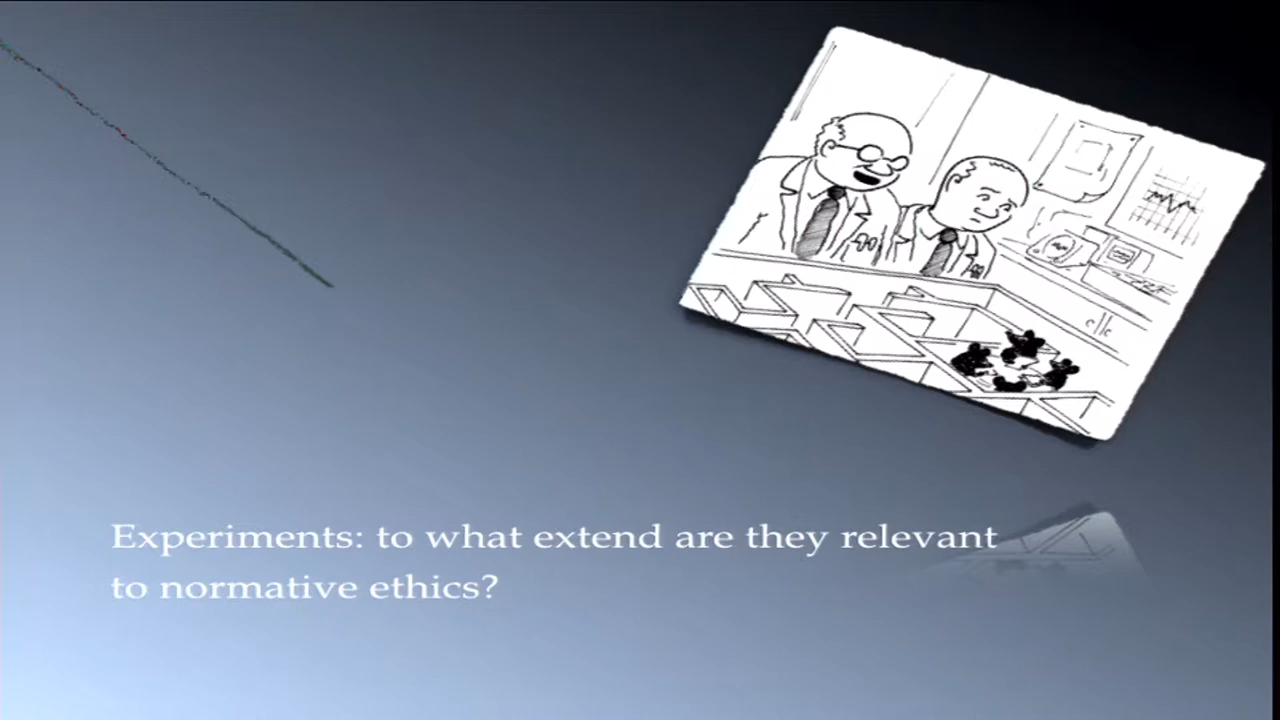 Experiments: to what extend are they relevant
to normative ethics?